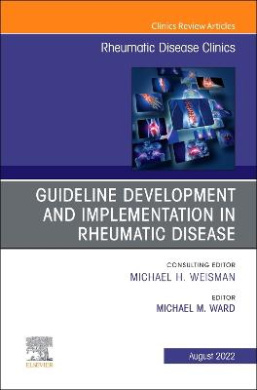 Clinics Review Articles
Rheumatic Disease Clinics
GUIDELINE DEVELOPMENT
AND IMPLEMENTATION IN
RHEUMATIC DISEASE
CONSULTING EDITOR
MICHAEL H. WEISMAN
EDITOR
MICHAEL M. WARD
ELSEVIER
August 2022